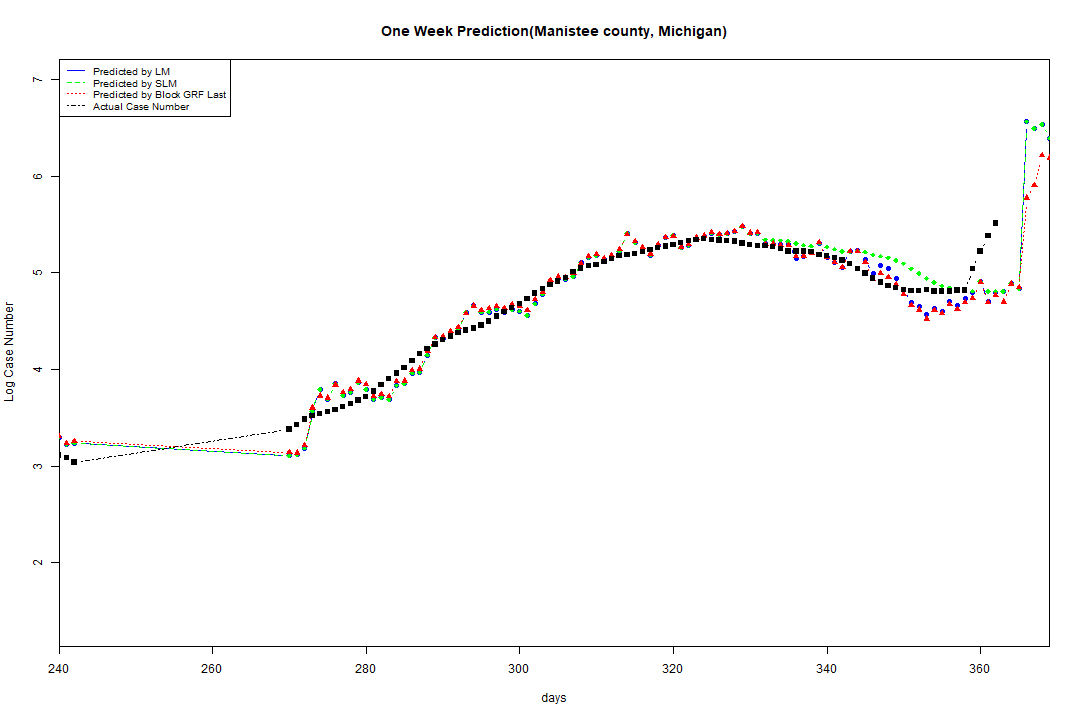 One Week Prediction(Manistee county, Michigan)
Predicted by LM
Predicted by SLM
Predicted by Block GRF Last
Actual Case Number
7
6
5
4
3
2
Log Case Number
240 260 280 300 320 340 360
days